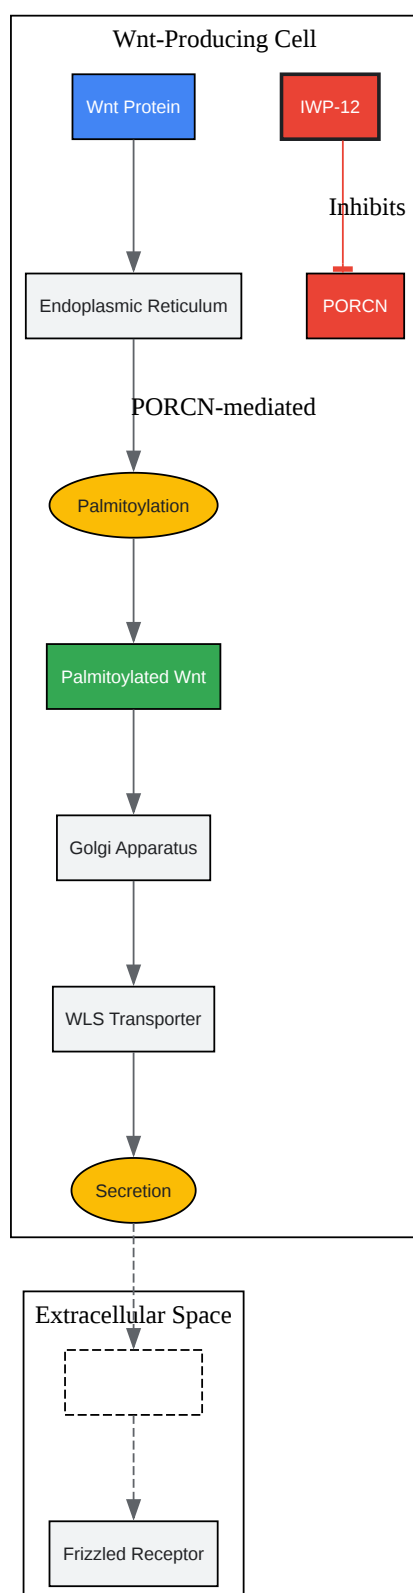 Wnt-Producing Cell
Wnt Protein
IWP-12
Inhibits
Endoplasmic Reticulum
PORCN
PORCN-mediated
Palmitoylation
Palmitoylated Wnt
Golgi Apparatus
WLS Transporter
Secretion
Extracellular Space
Frizzled Receptor